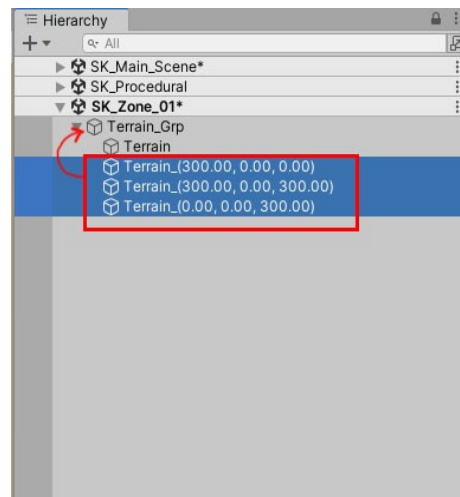 Hierarchy
All
SK_Main_Scene*
SK_Procedural
SK_Zone_01*
Terrain_Grp
Terrain
Terrain_(300.00, 0.00, 0.00)
Terrain_(300.00, 0.00, 300.00)
Terrain_(0.00, 0.00, 300.00)